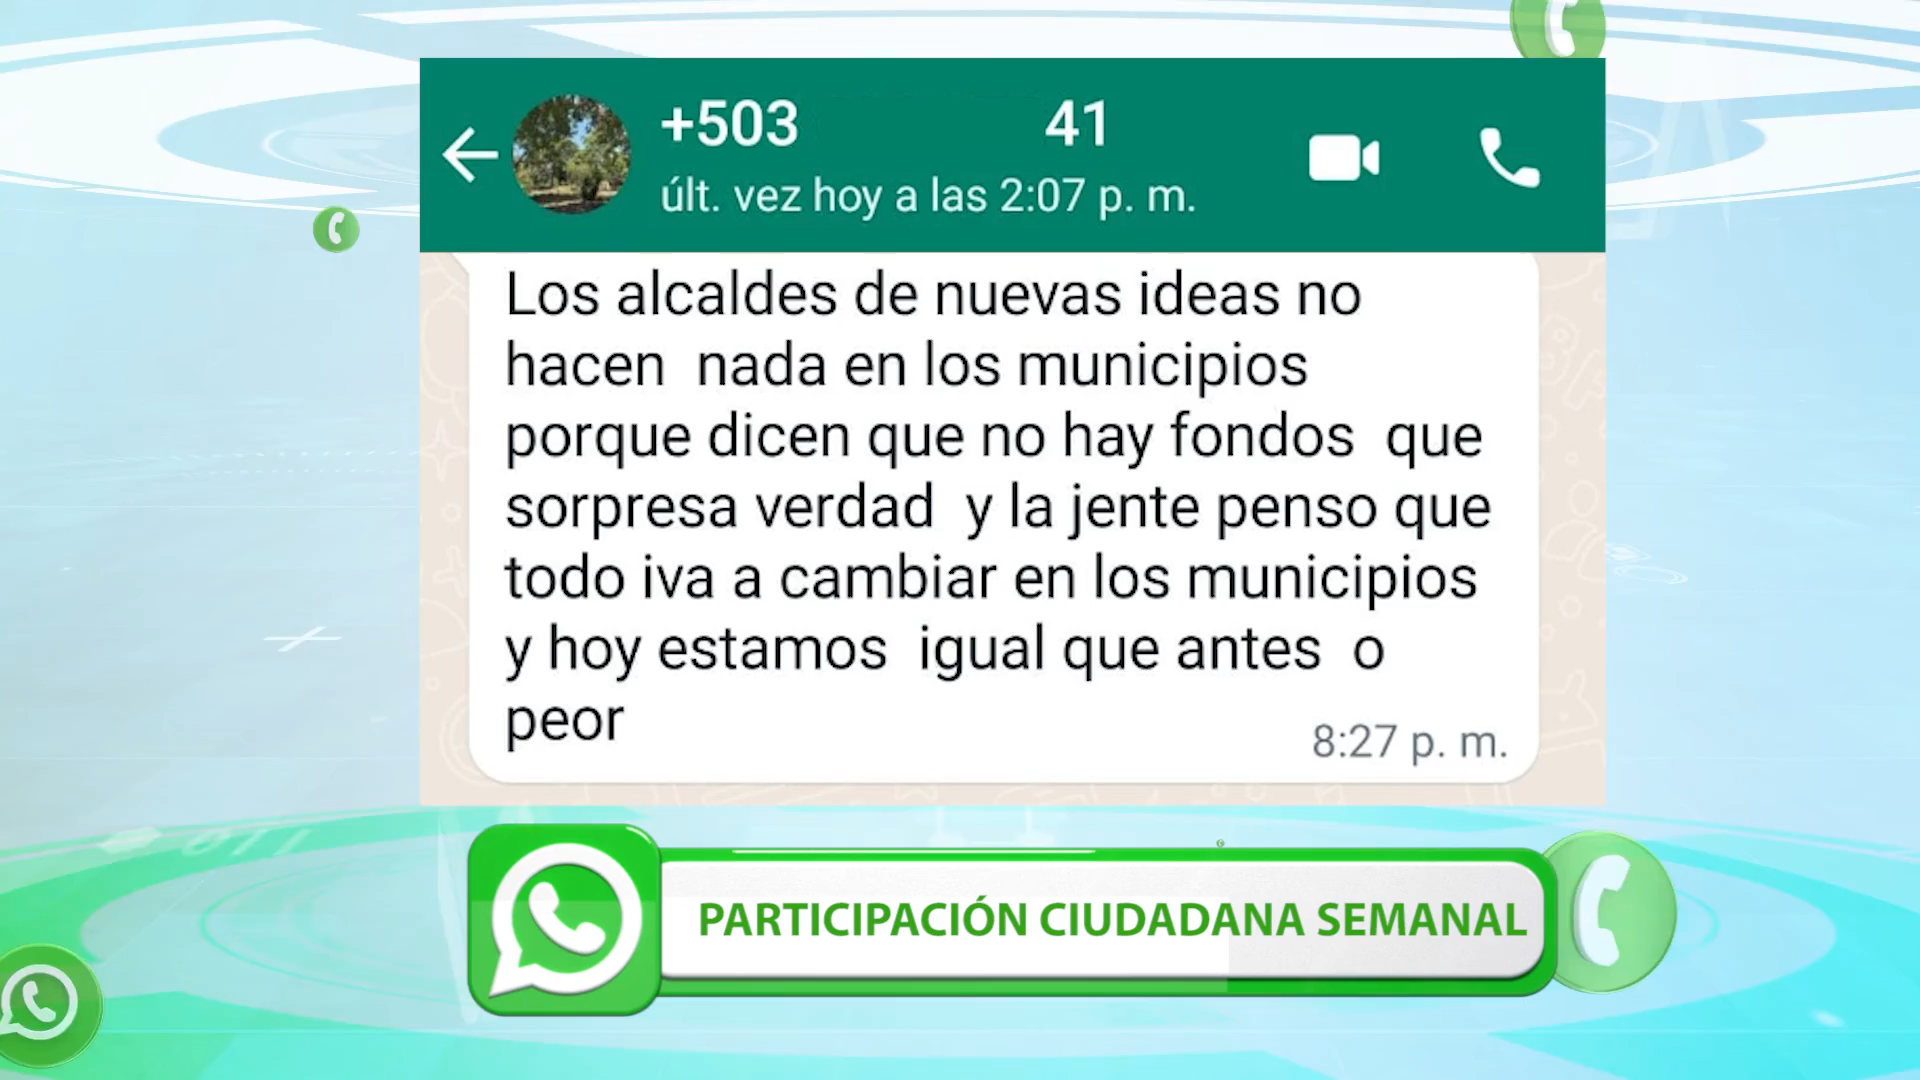 +503 41
últ. vez hoy a las 2:07 p. m.
Los alcaldes de nuevas ideas no
hacen nada en los municipios
porque dicen que no hay fondos que
sorpresa verdad y la jente penso que
todo iva a cambiar en los municipios
y hoy estamos igual que antes o
peor
8:27 p. m.
PARTICIPACIÓN CIUDADANA SEMANAL